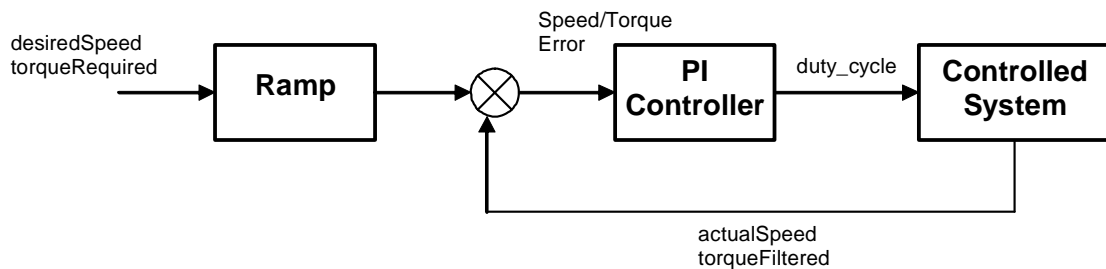 desiredSpeed
torqueRequired
Ramp
Speed/Torque
Error
PI
Controller
duty_cycle
Controlled
System
actualSpeed
torqueFiltered